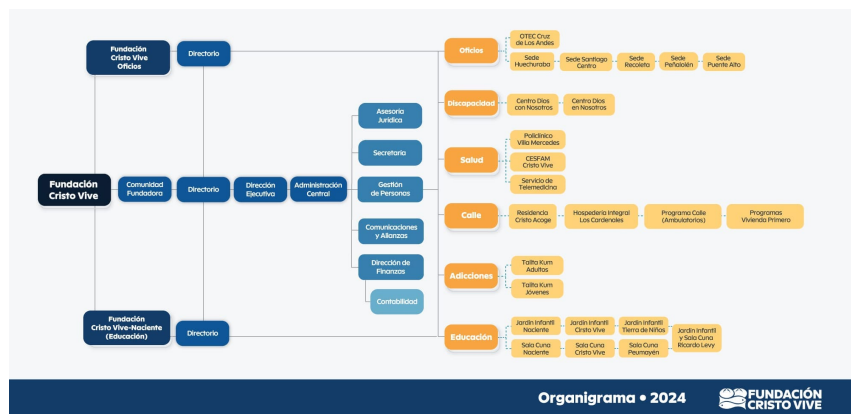 Fundación
Cristo Vive
Oficios
Directorio
Fundación
Cristo Vive
Comunidad
Fundadora
Directorio
Dirección
Ejecutiva
Administración
Central
Fundación
Cristo Vive-Naciente
(Educación)
Directorio
Asesoría
Jurídica
Secretaria
Gestión
de Personas
Comunicaciones
y Alianzas
Dirección de
Finanzas
Contabilidad
Oficios
OTEC Cruz
de Los Andes
Sede
Huechuraba
Sede Santiago
Centro
Sede
Recoleta
Sede
Peñalolén
Sede
Puente Alto
Discapacidad
Centro Dios
con Nosotros
Centro Dios
en Nosotros
Salud
Policlínico
Villa Mercedes
CESFAM
Cristo Vive
Servicio de
Telemedicina
Calle
Residencia
Cristo Acoge
Hospedería Integral
Los Cardenales
Programa Calle
(Ambulatorios)
Programas
Vivienda Primero
Adicciones
Talita Kum
Adultos
Talita Kum
Jóvenes
Educación
Jardín Infantil
Naciente
Jardín Infantil
Cristo Vive
Jardín Infantil
Tierra de Niños
Sala Cuna
Naciente
Sala Cuna
Cristo Vive
Sala Cuna
Peumayén
Jardín Infantil
y Sala Cuna
Ricardo Levy
Organigrama • 2024
FUNDACIÓN
CRISTO VIVE